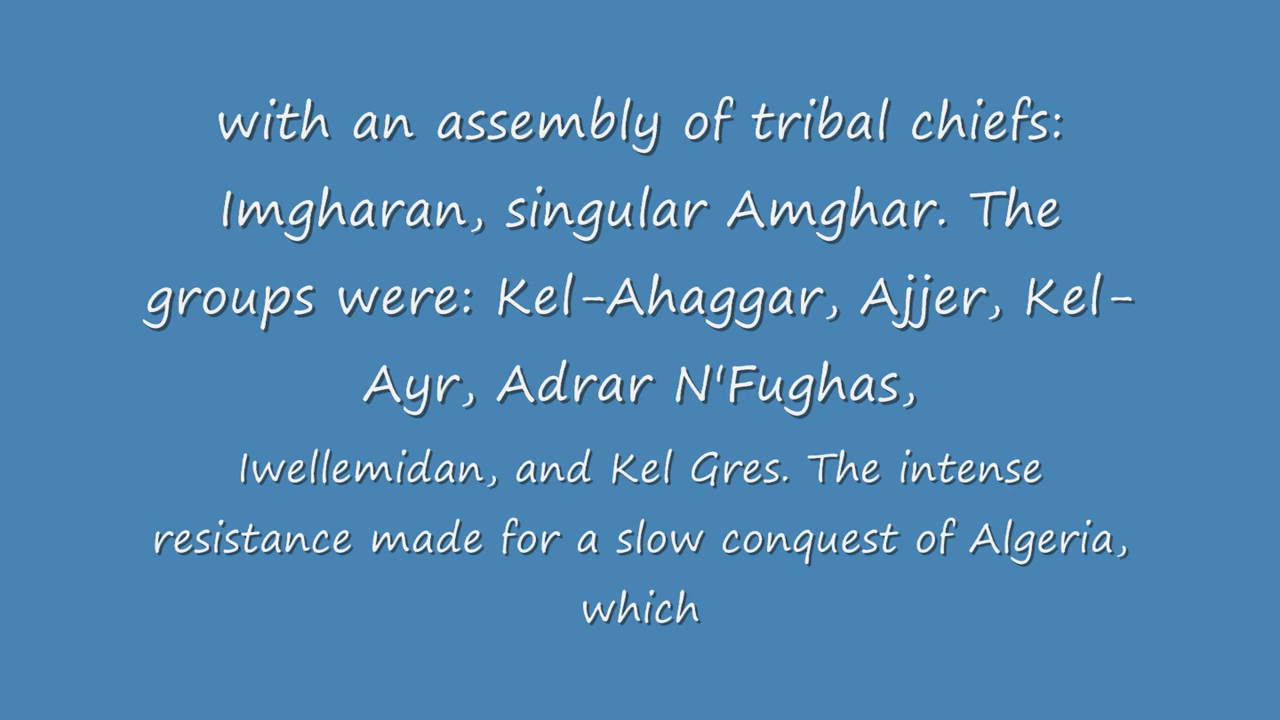 with an assembly of tribal chiefs:
Imgharan, singular Amghar. The
groups were: Kel-Ahaggar, Ajjer, Kel-
Ayr, Adrar N'Fughas,
Iwellemidan, and Kel Gres. The intense
resistance made for a slow conquest of Algeria,
which